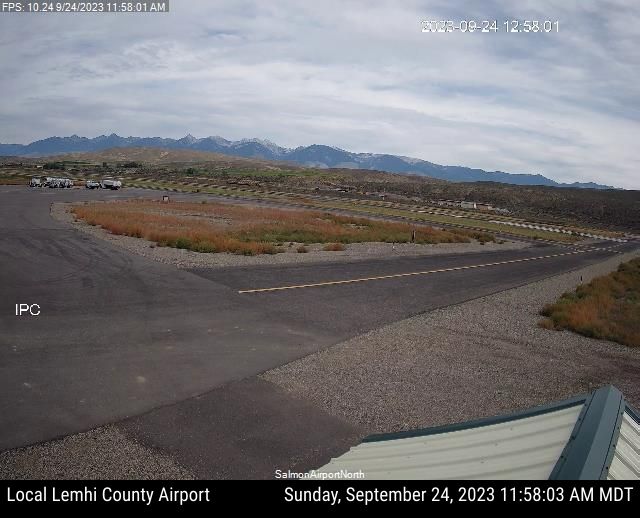 FPS: 10.24 9/24/2023 11:58:01 AM
2023-09-24 12:58:01
IPC
SalmonAirportNorth
Local Lemhi County Airport
Sunday, September 24, 2023 11:58:03 AM MDT